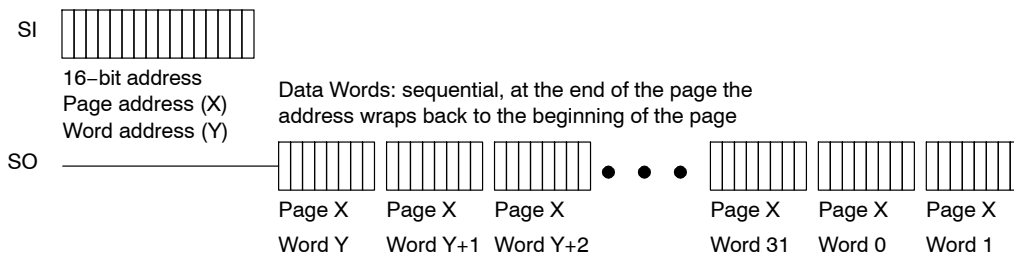 SI
16−bit address
Page address (X)
Word address (Y)
Data Words: sequential, at the end of the page the
address wraps back to the beginning of the page
SO
Page X Page X Page X Page X Page X Page X
Word Y Word Y+1 Word Y+2 Word 31 Word 0 Word 1